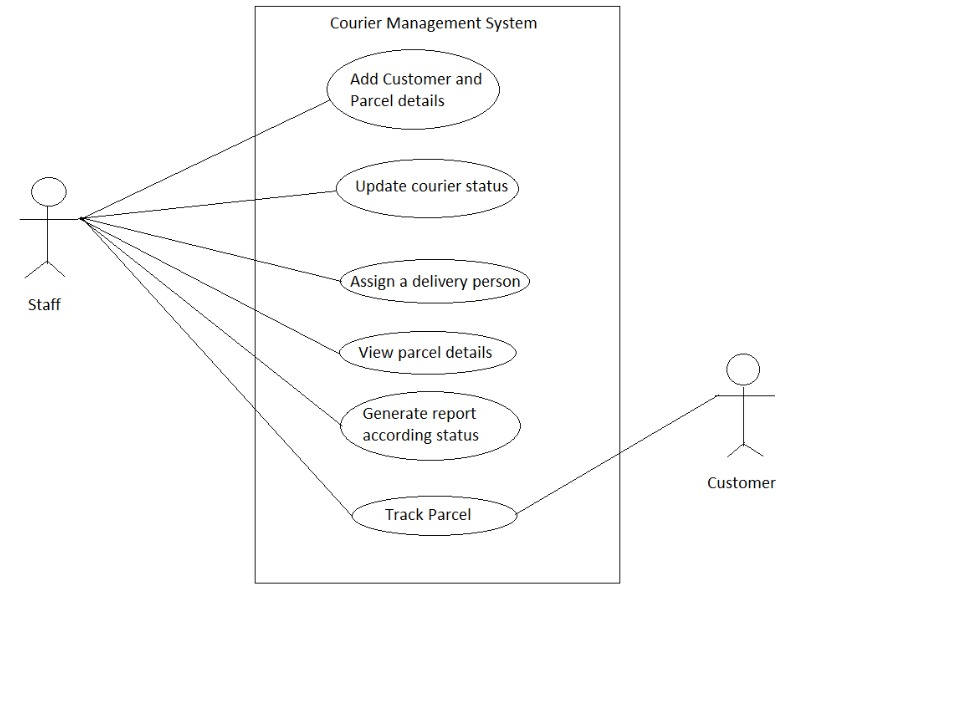 Courier Management System
Add Customer and
Parcel details
Update courier status
Assign a delivery person
Staff
View parcel details
Generate report
according status
Customer
Track Parcel